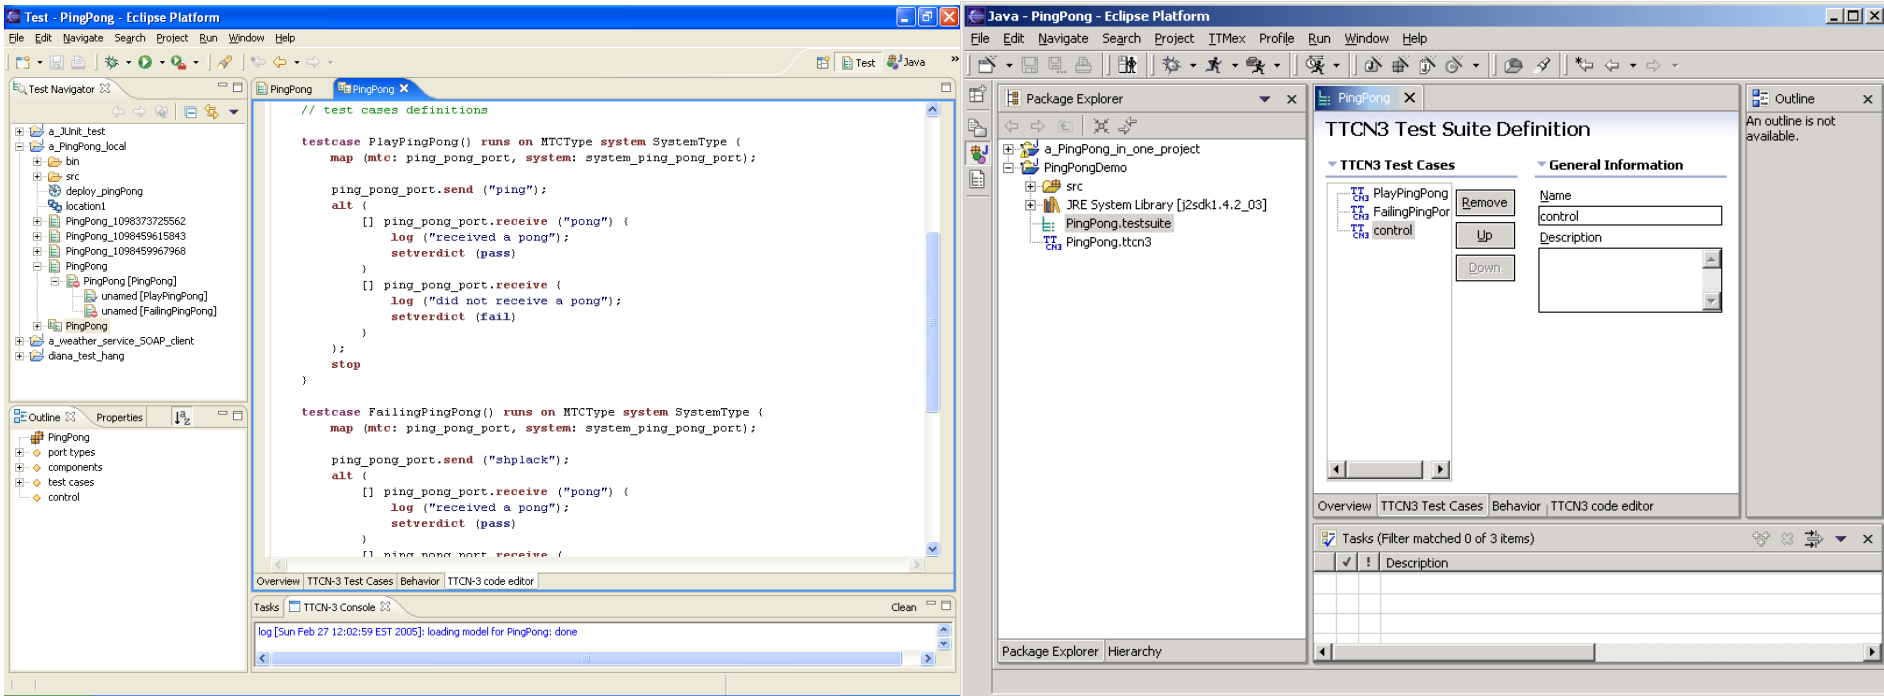 Test - PingPong - Eclipse Platform
File Edit Navigate Search Project Run Window Help
Test Java »
Test Navigator
a_JUnit_test
a_PingPong_local
bin
src
deploy_pingPong
location1
PingPong_1098373725562
PingPong_1098459615843
PingPong_1098459967968
PingPong
PingPong [PingPong]
unamed [PlayPingPong]
unamed [FailingPingPong]
PingPong
a_weather_service_SOAP_client
diana_test_hang
Outline Properties
PingPong
port types
components
test cases
control
PingPong PingPong
// test cases definitions
testcase PlayPingPong() runs on MTCType system SystemType {
map (mtc: ping_pong_port, system: system_ping_pong_port);
ping_pong_port.send ("ping");
alt {
[] ping_pong_port.receive ("pong") {
log ("received a pong");
setverdict (pass)
}
[] ping_pong_port.receive {
log ("did not receive a pong");
setverdict (fail)
}
};
stop
}
testcase FailingPingPong() runs on MTCType system SystemType {
map (mtc: ping_pong_port, system: system_ping_pong_port);
ping_pong_port.send ("shplack");
alt {
[] ping_pong_port.receive ("pong") {
log ("received a pong");
setverdict (pass)
}
[] ping_pong_port.receive {
Overview TTCN-3 Test Cases Behavior TTCN-3 code editor
Tasks TTCN-3 Console Clean
log [Sun Feb 27 12:02:59 EST 2005]: loading model for PingPong: done
Java - PingPong - Eclipse Platform
File Edit Navigate Search Project TTmex Profile Run Window Help
Package Explorer
a_PingPong_in_one_project
PingPongDemo
src
JRE System Library [j2sdk1.4.2_03]
PingPong.testsuite
PingPong.ttcn3
Package Explorer Hierarchy
PingPong
TTCN3 Test Suite Definition
TTCN3 Test Cases
PlayPingPong
FailingPingPor
control
Remove
Up
Down
General Information
Name
control
Description
Overview TTCN3 Test Cases Behavior TTCN3 code editor
Outline
An outline is not
available.
Tasks (Filter matched 0 of 3 items)
! Description